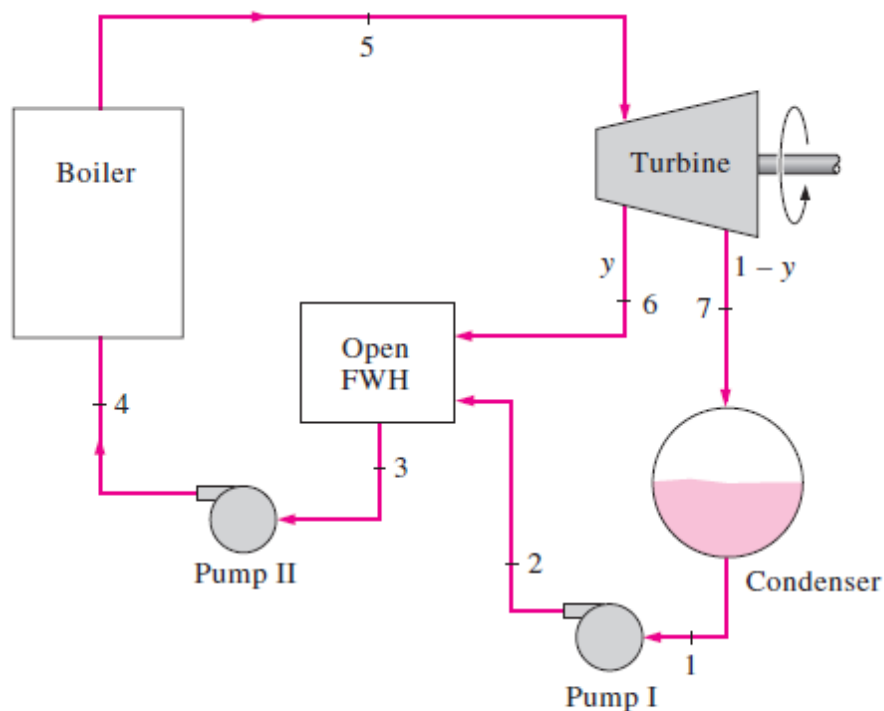 5
Boiler
Turbine
y
1 – y
6
7
Open
FWH
4
3
2
Pump II
Condenser
1
Pump I